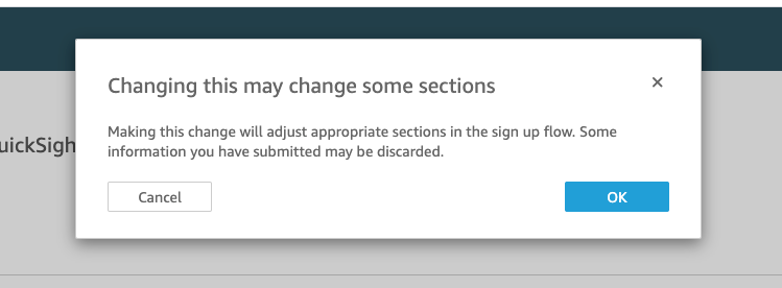 Changing this may change some sections
uickSigh
Making this change will adjust appropriate sections in the sign up flow. Some
information you have submitted may be discarded.
Cancel
OK